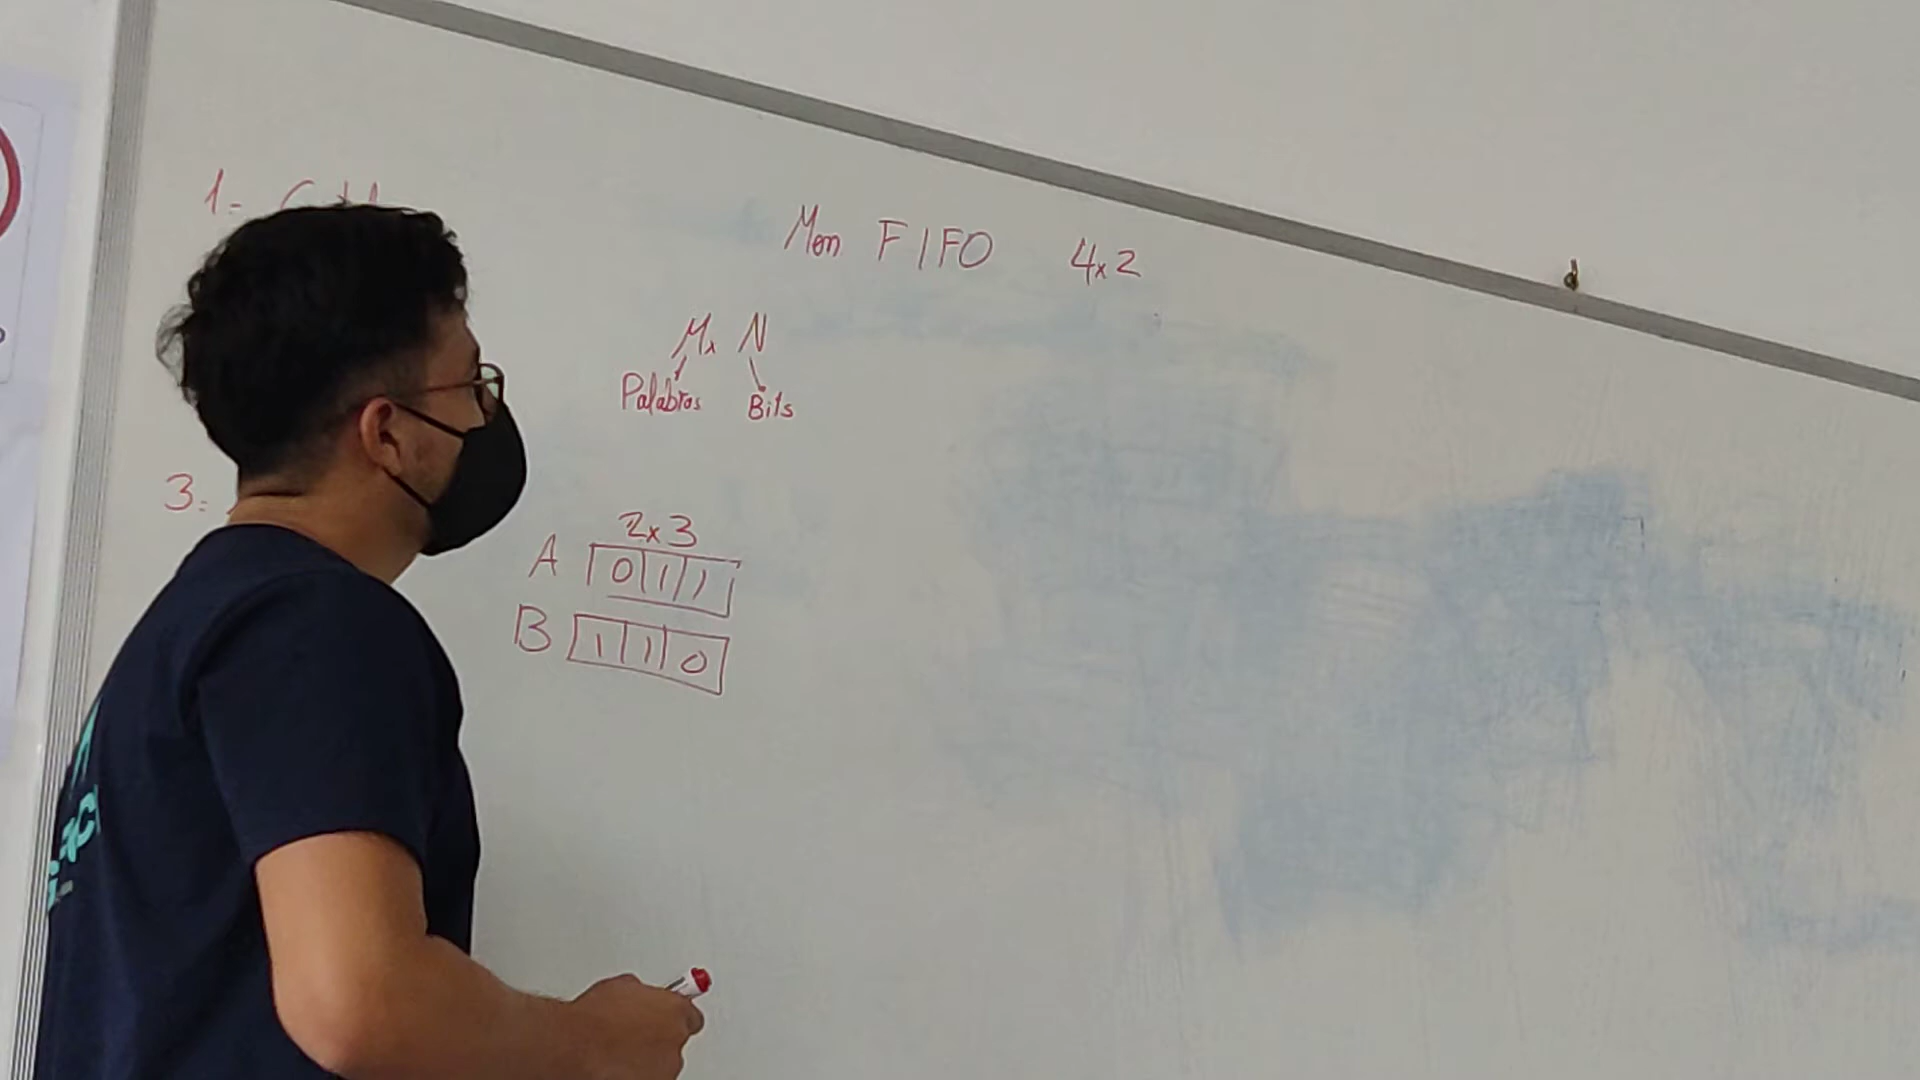 1=
Mem FIFO 4x2
M x N
Palabras Bits
3=
2x3
A 0 1 1
B 1 1 0